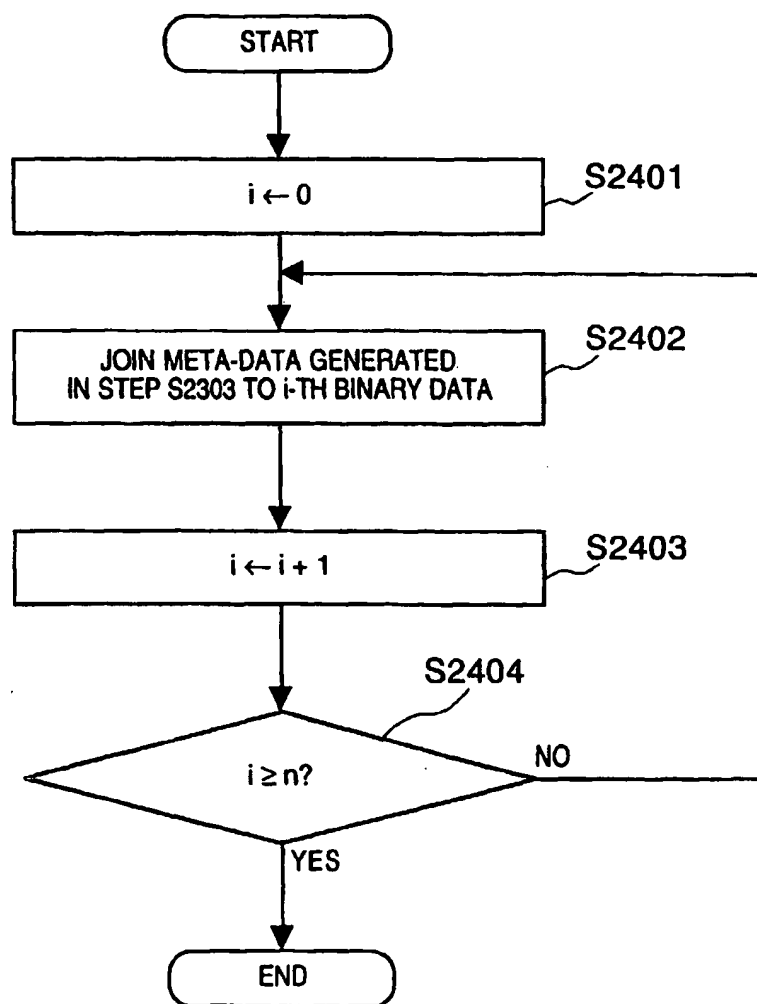 START
i ← 0
S2401
JOIN META-DATA GENERATED
IN STEP S2303 TO i-TH BINARY DATA
S2402
i ← i + 1
S2403
S2404
i ≥ n?
NO
YES
END